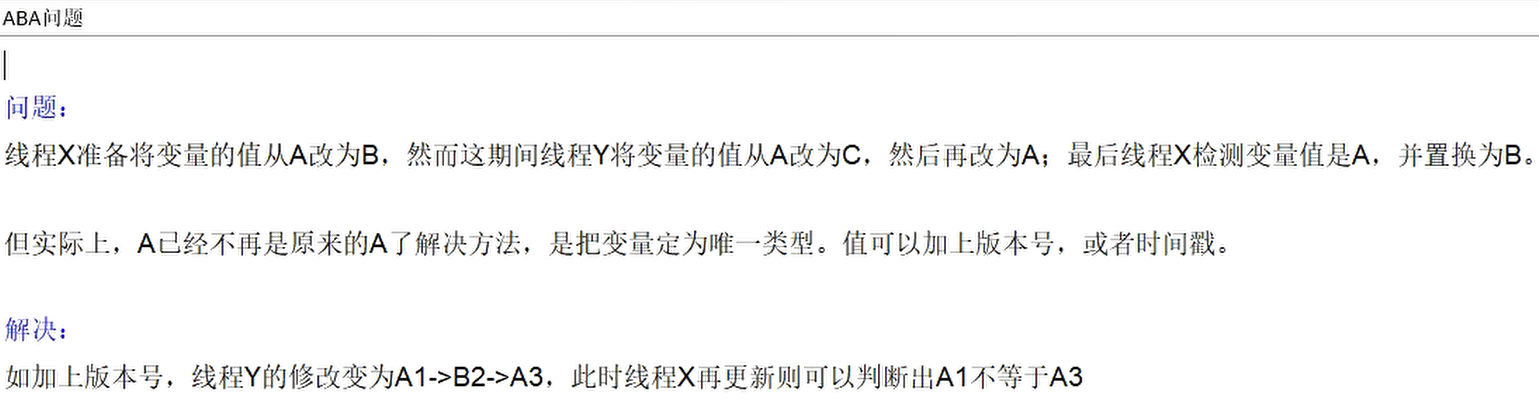 ABA问题
问题：
线程X准备将变量的值从A改为B，然而这期间线程Y将变量的值从A改为C，然后再改为A；最后线程X检测变量值是A，并置换为B。
但实际上，A已经不再是原来的A了解决方法，是把变量定为唯一类型。值可以加上版本号，或者时间戳。
解决：
如加上版本号，线程Y的修改变为A1->B2->A3，此时线程X再更新则可以判断出A1不等于A3